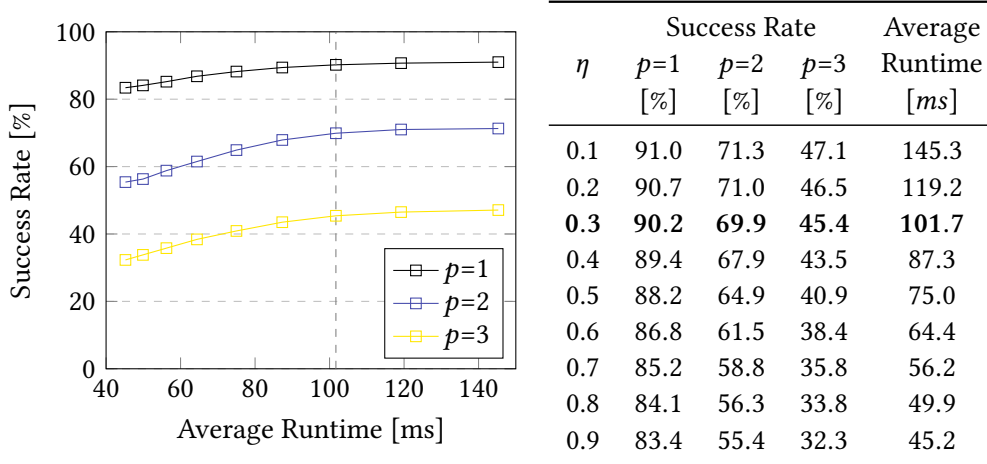 100
80
60
40
20
0
Success Rate [%]
40 60 80 100 120 140
Average Runtime [ms]
p=1
p=2
p=3
Success Rate Average
η p=1 p=2 p=3 Runtime
[%] [%] [%] [ms]
0.1 91.0 71.3 47.1 145.3
0.2 90.7 71.0 46.5 119.2
0.3 90.2 69.9 45.4 101.7
0.4 89.4 67.9 43.5 87.3
0.5 88.2 64.9 40.9 75.0
0.6 86.8 61.5 38.4 64.4
0.7 85.2 58.8 35.8 56.2
0.8 84.1 56.3 33.8 49.9
0.9 83.4 55.4 32.3 45.2